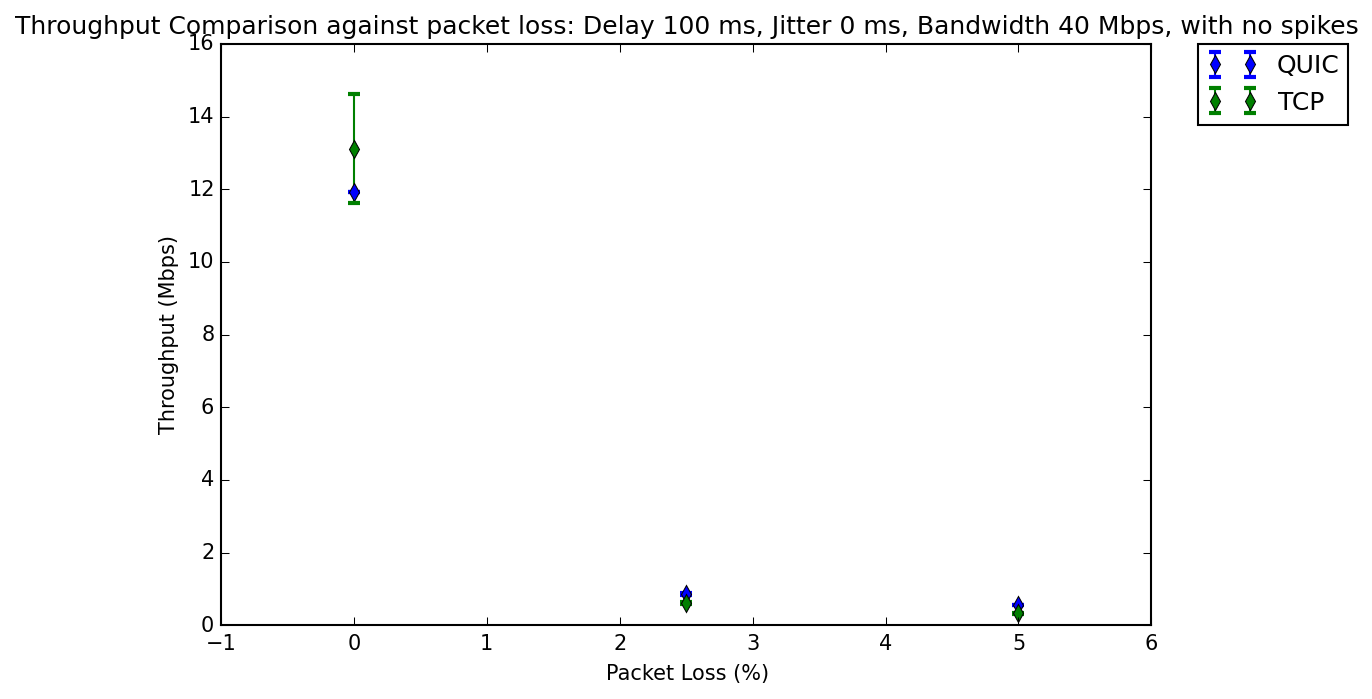 Throughput Comparison against packet loss: Delay 100 ms, Jitter 0 ms, Bandwidth 40 Mbps, with no spikes
QUIC
TCP
Throughput (Mbps)
16
14
12
10
8
6
4
2
0
−1 0 1 2 3 4 5 6
Packet Loss (%)